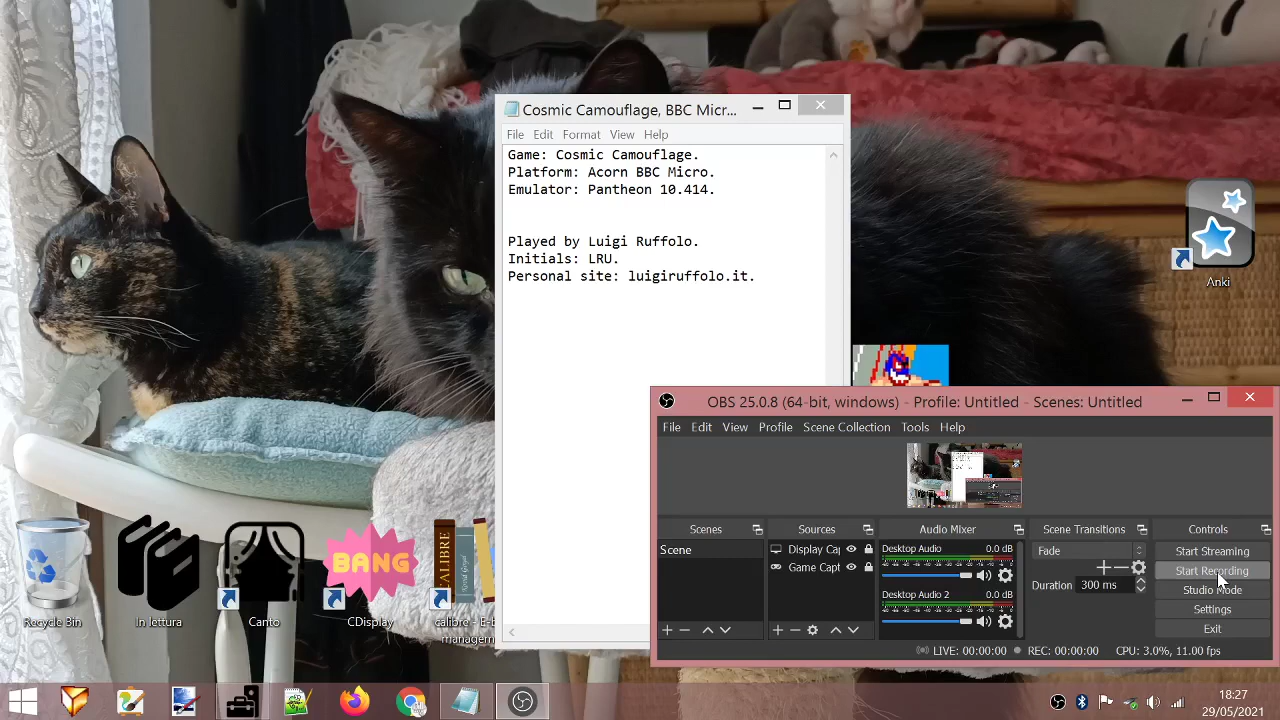 Cosmic Camouflage, BBC Micr...
File Edit Format View Help
Game: Cosmic Camouflage.
Platform: Acorn BBC Micro.
Emulator: Pantheon 10.414.
Played by Luigi Ruffolo.
Initials: LRU.
Personal site: luigiruffolo.it.
Anki
OBS 25.0.8 (64-bit, windows) - Profile: Untitled - Scenes: Untitled
File Edit View Profile Scene Collection Tools Help
Scenes Sources Audio Mixer Scene Transitions Controls
Scene
Display Cap
Game Capt
Desktop Audio 0.0 dB
Desktop Audio 2 0.0 dB
Fade
Duration 300 ms
Start Streaming
Start Recording
Studio Mode
Settings
Exit
LIVE: 00:00:00 REC: 00:00:00 CPU: 3.0%, 11.00 fps
BANG
CALIBRE
Recycle Bin
In lettura
Canto
CDisplay
calibre - E-b
managem
18:27
29/05/2021